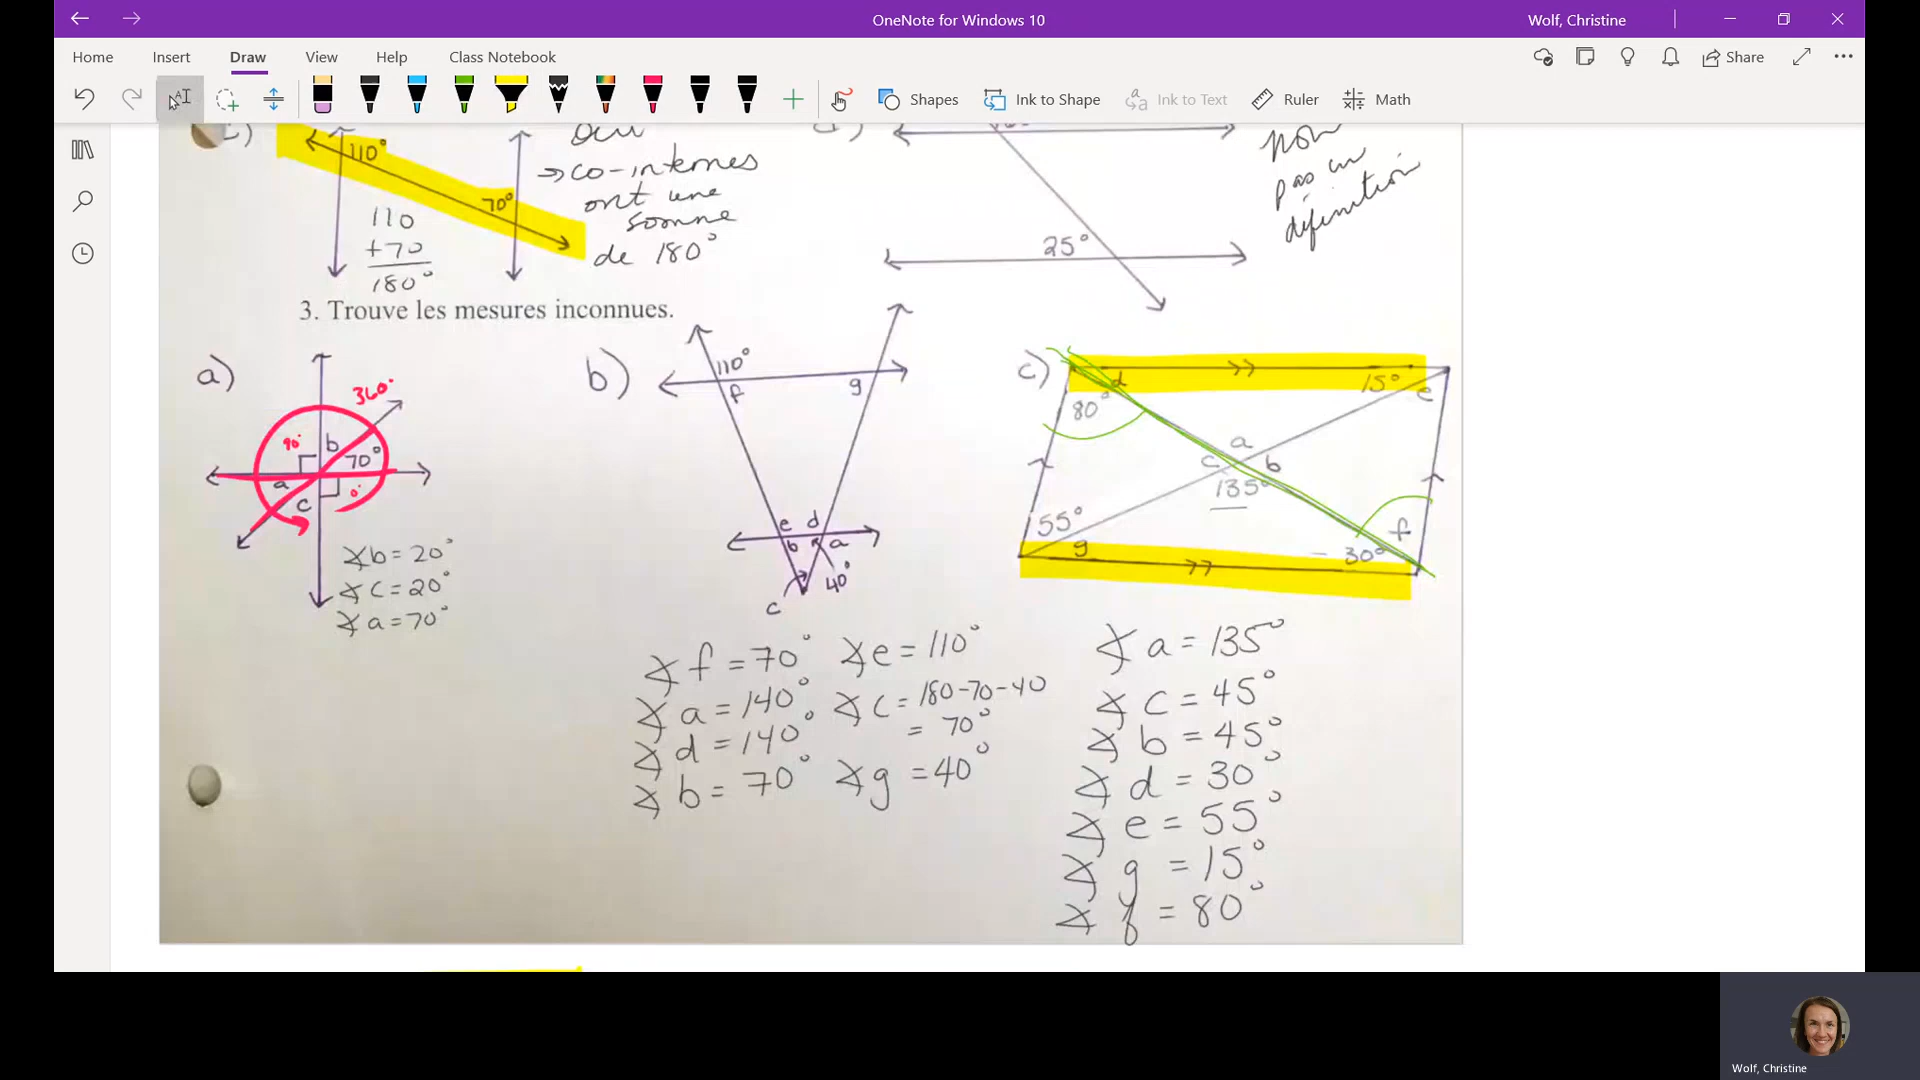 OneNote for Windows 10
Wolf, Christine
Home Insert Draw View Help Class Notebook
Share
Shapes Ink to Shape Ink to Text Ruler Math
110°
70°
110
+70
180°
oui
→ co-internes
ont une
somme
de 180°
25°
non
pas un
définition
3. Trouve les mesures inconnues.
a)
360°
90°
b
70°
a
c
∡b = 20°
∡c = 20°
∡a = 70°
b)
110°
f
g
e d
b a
c
40°
∡f = 70° ∡e = 110°
∡a = 140° ∡c = 180-70-40
= 70°
∡d = 140°
∡b = 70° ∡g = 40°
c)
d 15° e
80°
a
c b
135°
55° f
g 30°
∡a = 135°
∡c = 45°
∡b = 45°
∡d = 30°
∡e = 55°
∡g = 15°
∡f = 80°
Wolf, Christine